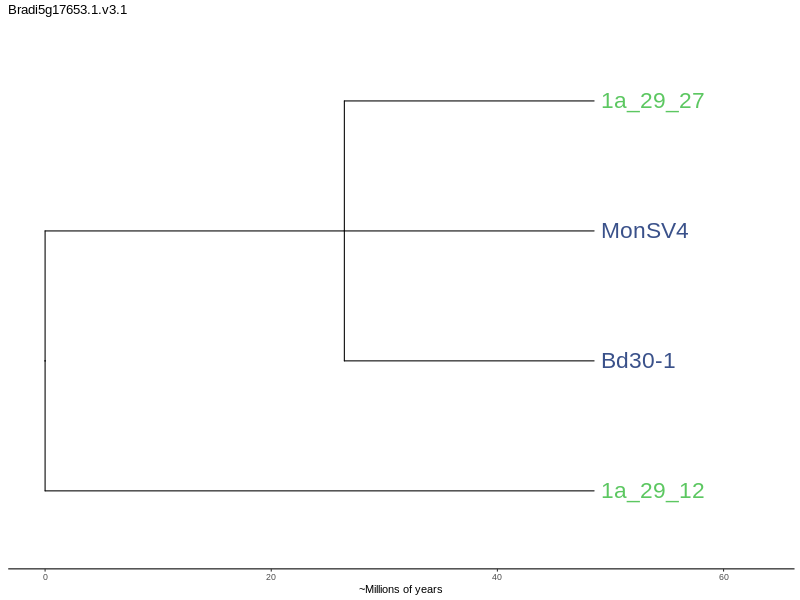 Bradi5g17653.1.v3.1
1a_29_27
MonSV4
Bd30-1
1a_29_12
0 20 40 60
~Millions of years